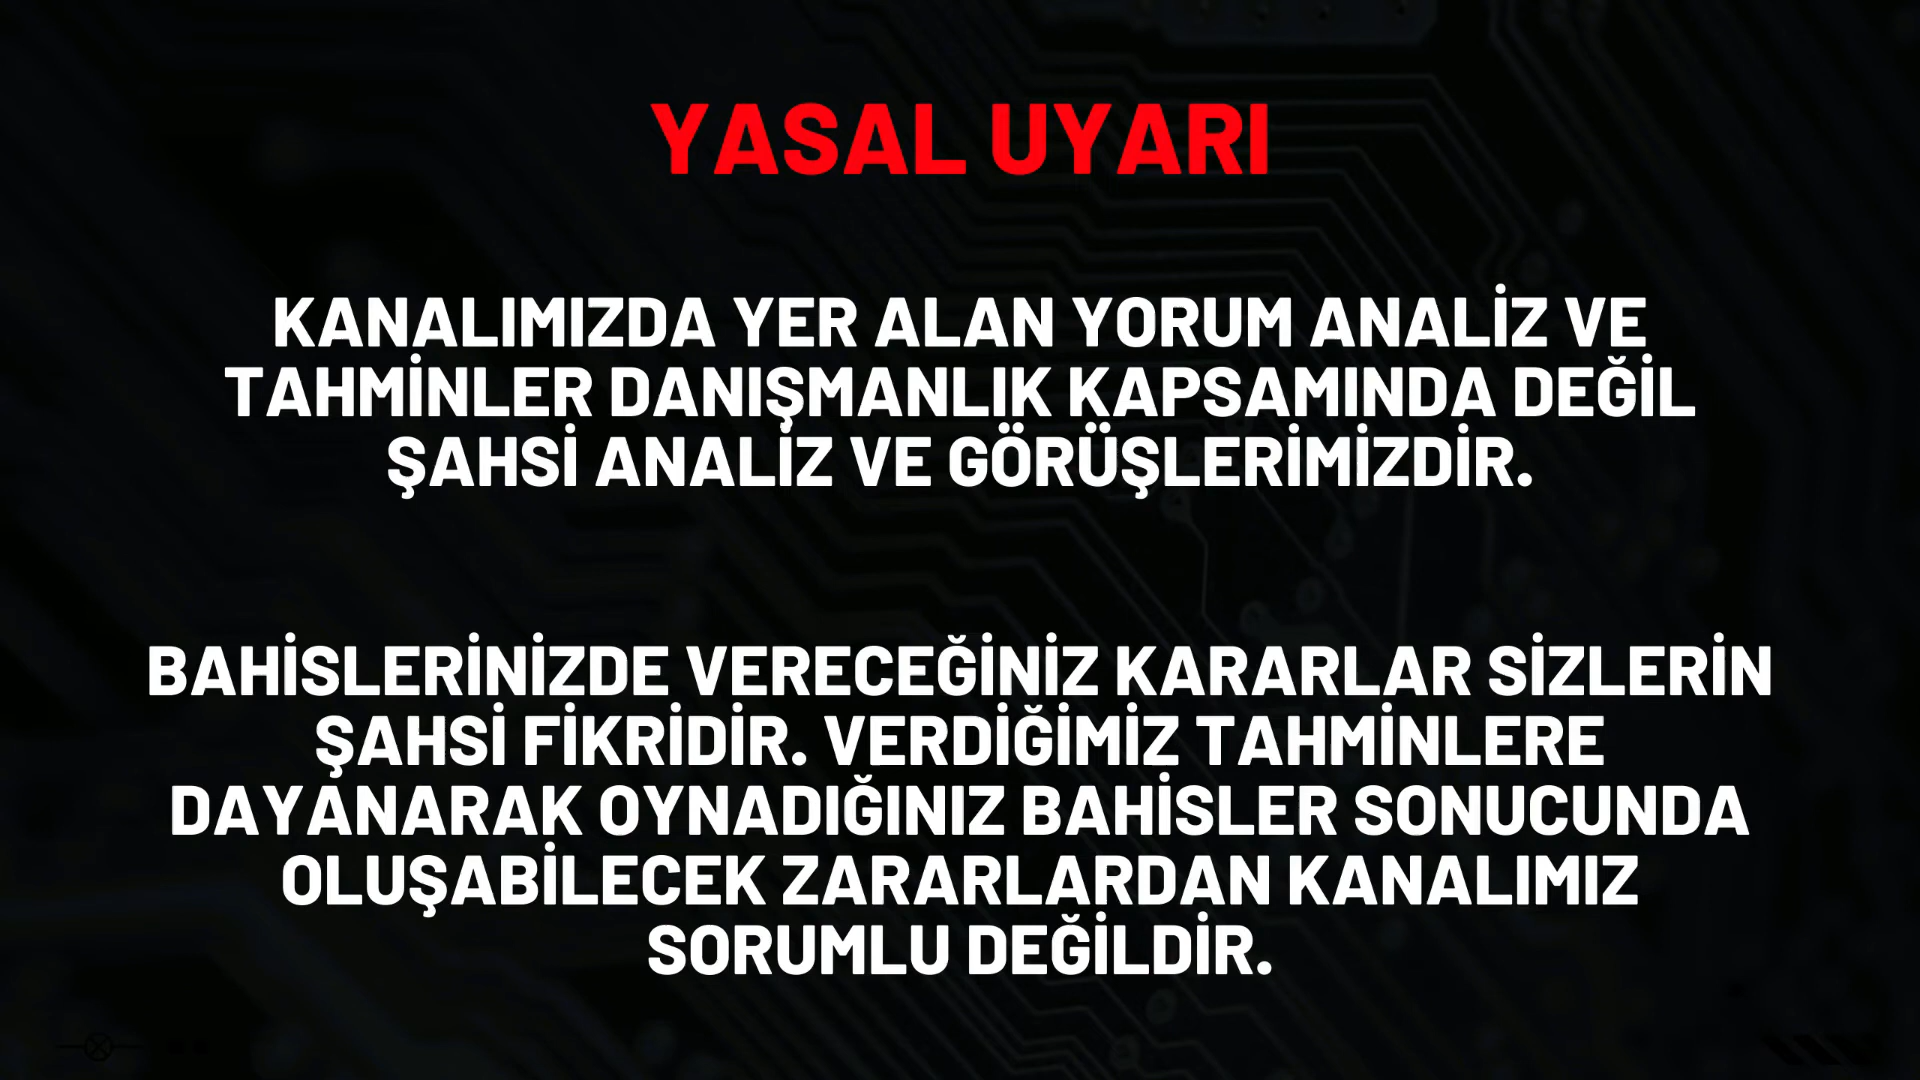 YASAL UYARI
KANALIMIZDA YER ALAN YORUM ANALİZ VE
TAHMİNLER DANIŞMANLIK KAPSAMINDA DEĞİL
ŞAHSİ ANALİZ VE GÖRÜŞLERİMİZDİR.
BAHİSLERİNİZDE VERECEĞİNİZ KARARLAR SİZLERİN
ŞAHSİ FİKRİDİR. VERDİĞİMİZ TAHMİNLERE
DAYANARAK OYNADIĞINIZ BAHİSLER SONUCUNDA
OLUŞABİLECEK ZARARLARDAN KANALIMIZ
SORUMLU DEĞİLDİR.